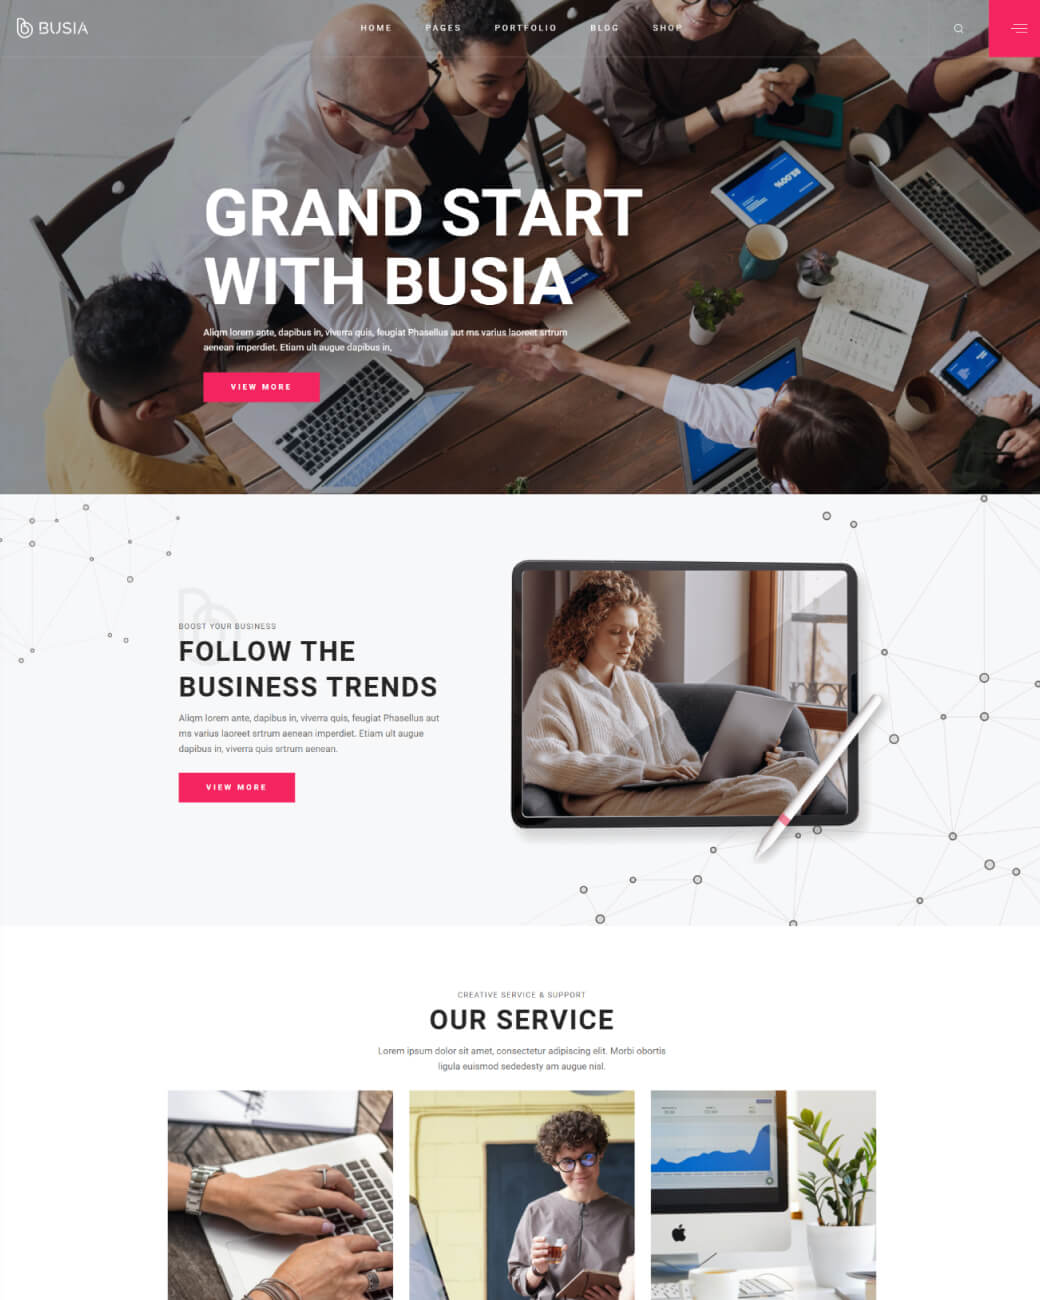 BUSIA
HOME PAGES PORTFOLIO BLOG SHOP
GRAND START
WITH BUSIA
Aliqm lorem ante, dapibus in, viverra quis, feugiat Phasellus aut ms varius laoreet srtrum
aenean imperdiet. Etiam ult augue dapibus in,
VIEW MORE
BOOST YOUR BUSINESS
FOLLOW THE
BUSINESS TRENDS
Aliqm lorem ante, dapibus in, viverra quis, feugiat Phasellus aut
ms varius laoreet srtrum aenean imperdiet. Etiam ult augue
dapibus in, viverra quis srtrum aenean.
VIEW MORE
CREATIVE SERVICE & SUPPORT
OUR SERVICE
Lorem ipsum dolor sit amet, consectetur adipiscing elit. Morbi obortis
ligula euismod sededesty am augue nisl.